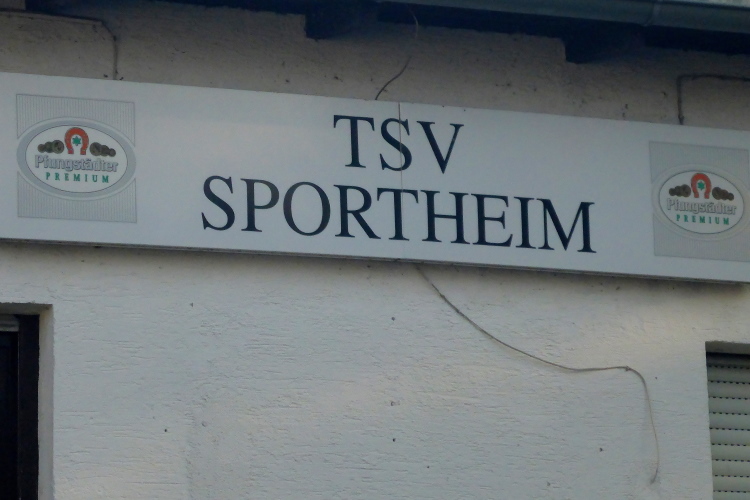 TSV
SPORTHEIM
Pfungstädter
PREMIUM
Pfungstädter
PREMIUM